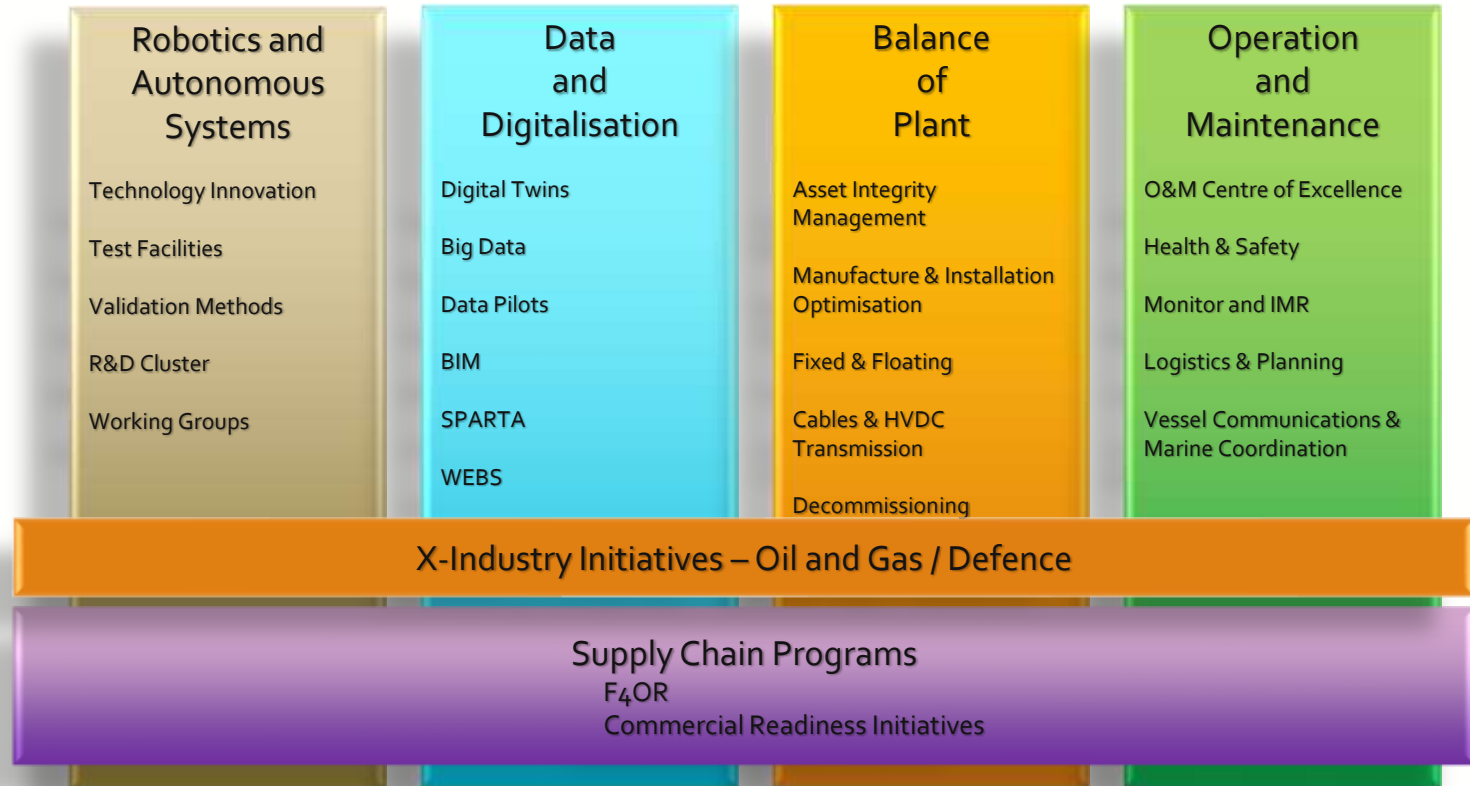 Robotics and
Autonomous
Systems
Technology Innovation
Test Facilities
Validation Methods
R&D Cluster
Working Groups
Data
and
Digitalisation
Digital Twins
Big Data
Data Pilots
BIM
SPARTA
WEBS
Balance
of
Plant
Asset Integrity
Management
Manufacture & Installation
Optimisation
Fixed & Floating
Cables & HVDC
Transmission
Decommissioning
Operation
and
Maintenance
O&M Centre of Excellence
Health & Safety
Monitor and IMR
Logistics & Planning
Vessel Communications &
Marine Coordination
X-Industry Initiatives – Oil and Gas / Defence
Supply Chain Programs
F4OR
Commercial Readiness Initiatives